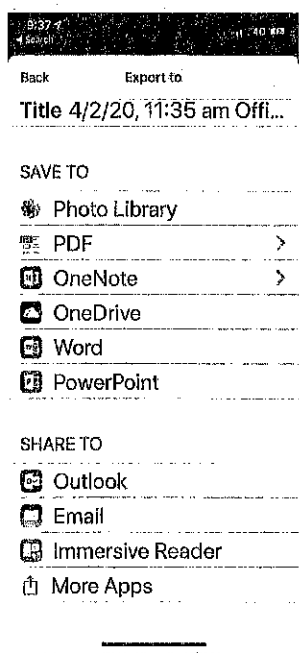 9:37
Search
Back Export to
Title 4/2/20, 11:35 am Offi...
SAVE TO
Photo Library
PDF
OneNote
OneDrive
Word
PowerPoint
SHARE TO
Outlook
Email
Immersive Reader
More Apps